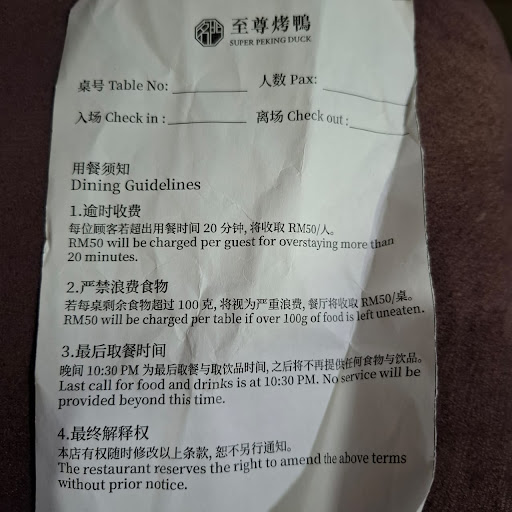 至尊烤鴨
SUPER PEKING DUCK
桌号 Table No: 人数 Pax:
入场 Check in : 离场 Check out :
用餐须知
Dining Guidelines
1.逾时收费
每位顾客若超出用餐时间 20 分钟, 将收取 RM50/人。
RM50 will be charged per guest for overstaying more than
20 minutes.
2.严禁浪费食物
若每桌剩余食物超过 100 克, 将视为严重浪费, 餐厅将收取 RM50/桌。
RM50 will be charged per table if over 100g of food is left uneaten.
3.最后取餐时间
晚间 10:30 PM 为最后取餐与取饮品时间, 之后将不再提供任何食物与饮品。
Last call for food and drinks is at 10:30 PM. No service will be
provided beyond this time.
4.最终解释权
本店有权随时修改以上条款, 恕不另行通知。
The restaurant reserves the right to amend the above terms
without prior notice.